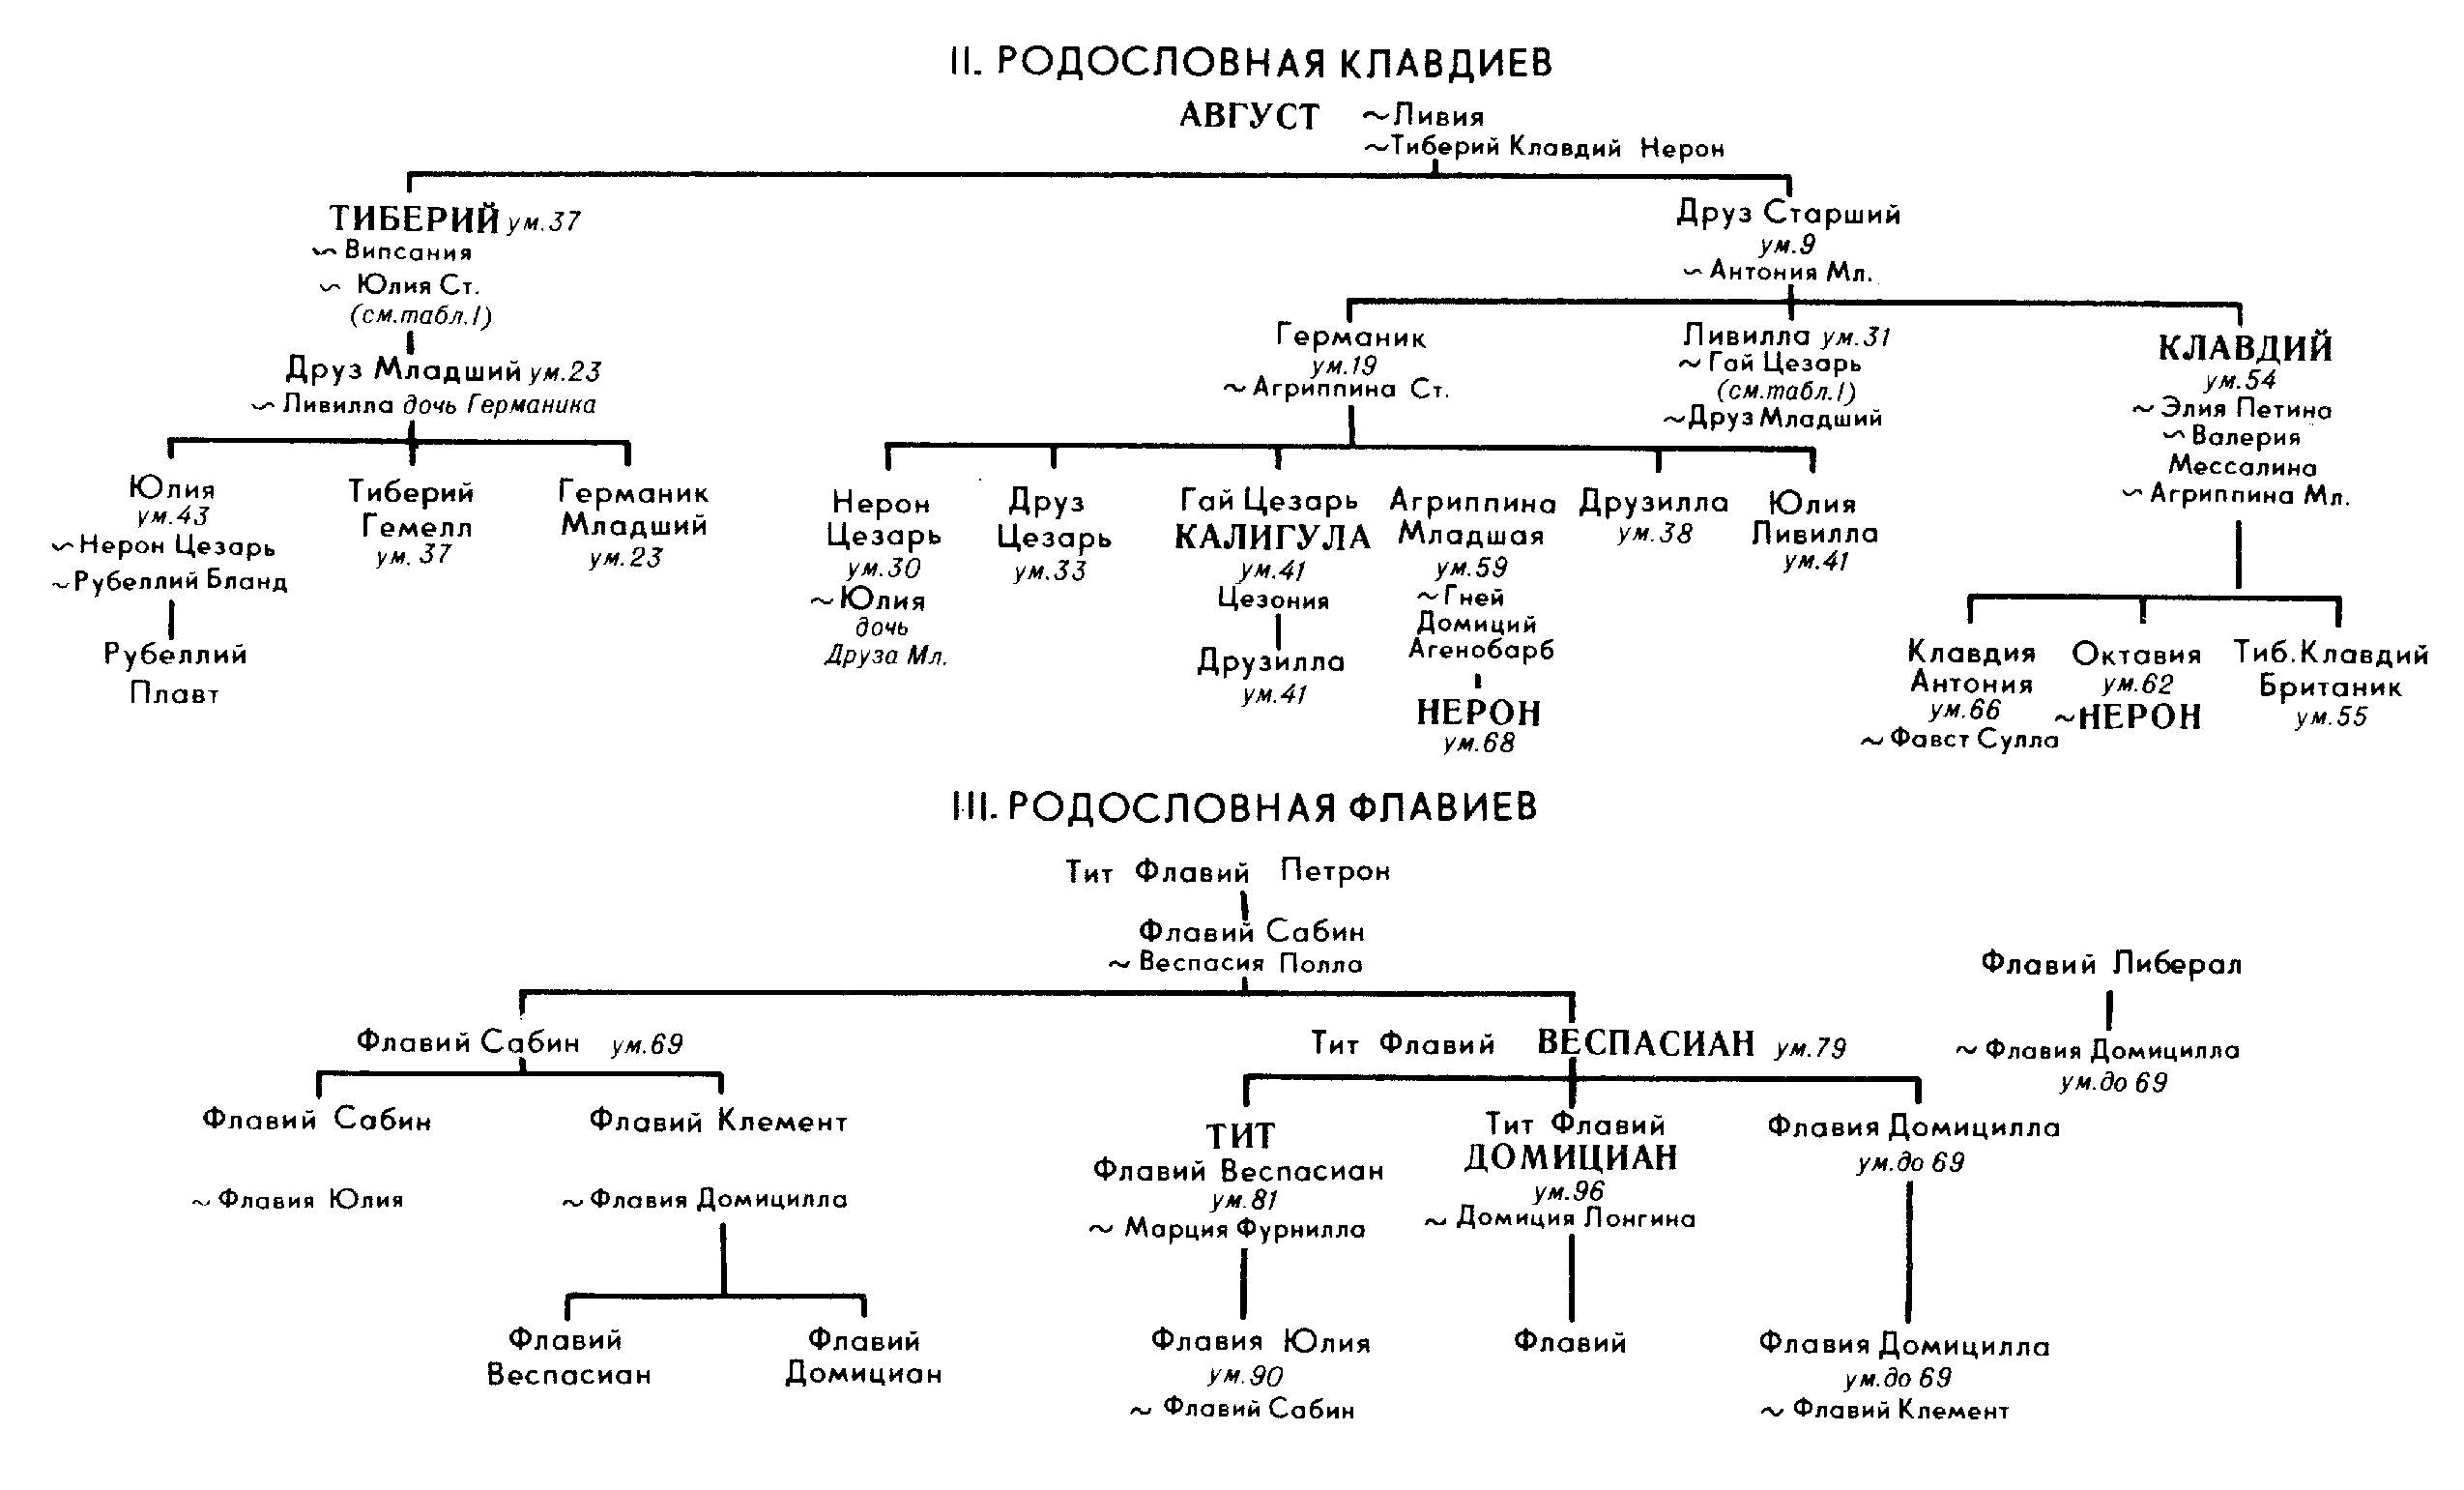 II. РОДОСЛОВНАЯ КЛАВДИЕВ
АВГУСТ ~Ливия
~Тиберий Клавдий Нерон
ТИБЕРИЙ ум.37
~ Випсания
~ Юлия Ст.
(см.табл.I)
Друз Младший ум.23
~ Ливилла дочь Германика
Юлия
ум.43
~Нерон Цезарь
~Рубеллий Бланд
Рубеллий
Плавт
Тиберий
Гемелл
ум. 37
Германик
Младший
ум.23
Друз Старший
ум.9
~ Антония Мл.
Германик
ум.19
~ Агриппина Ст.
Ливилла ум.31
~ Гай Цезарь
(см.табл.I)
~Друз Младший
КЛАВДИЙ
ум.54
~ Элия Петина
~ Валерия
Мессалина
~ Агриппина Мл.
Нерон
Цезарь
ум.30
~ Юлия
дочь
Друза Мл.
Друз
Цезарь
ум.33
Гай Цезарь
КАЛИГУЛА
ум.41
Цезония
Друзилла
ум.41
Агриппина
Младшая
ум.59
~ Гней
Домиций
Агенобарб
НЕРОН
ум.68
Друзилла
ум.38
Юлия
Ливилла
ум.41
Клавдия
Антония
ум.66
~ Фавст Сулла
Октавия
ум.62
~НЕРОН
Тиб.Клавдий
Британик
ум.55
III. РОДОСЛОВНАЯ ФЛАВИЕВ
Тит Флавий Петрон
Флавий Сабин
~ Веспасия Полла
Флавий Сабин ум.69
Флавий Сабин
~ Флавия Юлия
Флавий Клемент
~ Флавия Домицилла
Флавий
Веспасиан
Флавий
Домициан
Тит Флавий ВЕСПАСИАН ум.79
Флавий Либерал
~ Флавия Домицилла
ум.до 69
ТИТ
Флавий Веспасиан
ум.81
~ Марция Фурнилла
Флавия Юлия
ум.90
~ Флавий Сабин
Тит Флавий
ДОМИЦИАН
ум.96
~ Домиция Лонгина
Флавий
Флавия Домицилла
ум.до 69
Флавия Домицилла
ум.до 69
~ Флавий Клемент